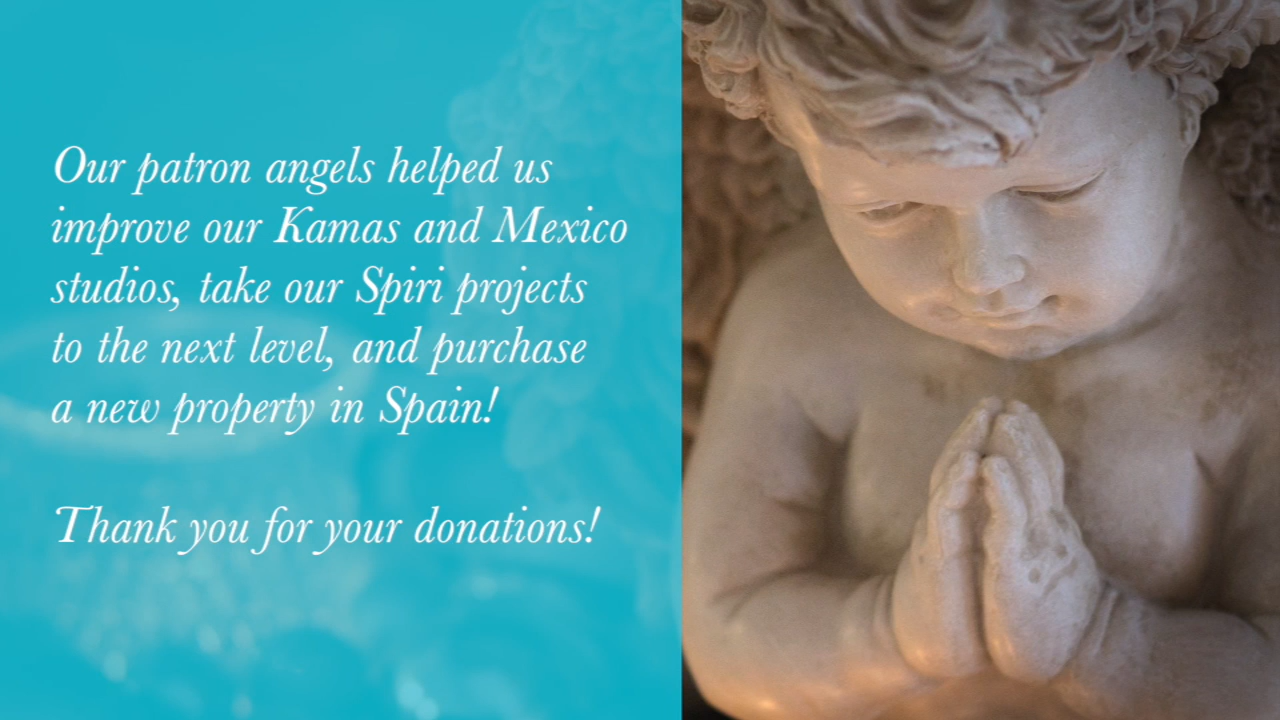 Our patron angels helped us
improve our Kamas and Mexico
studios, take our Spiri projects
to the next level, and purchase
a new property in Spain!
Thank you for your donations!